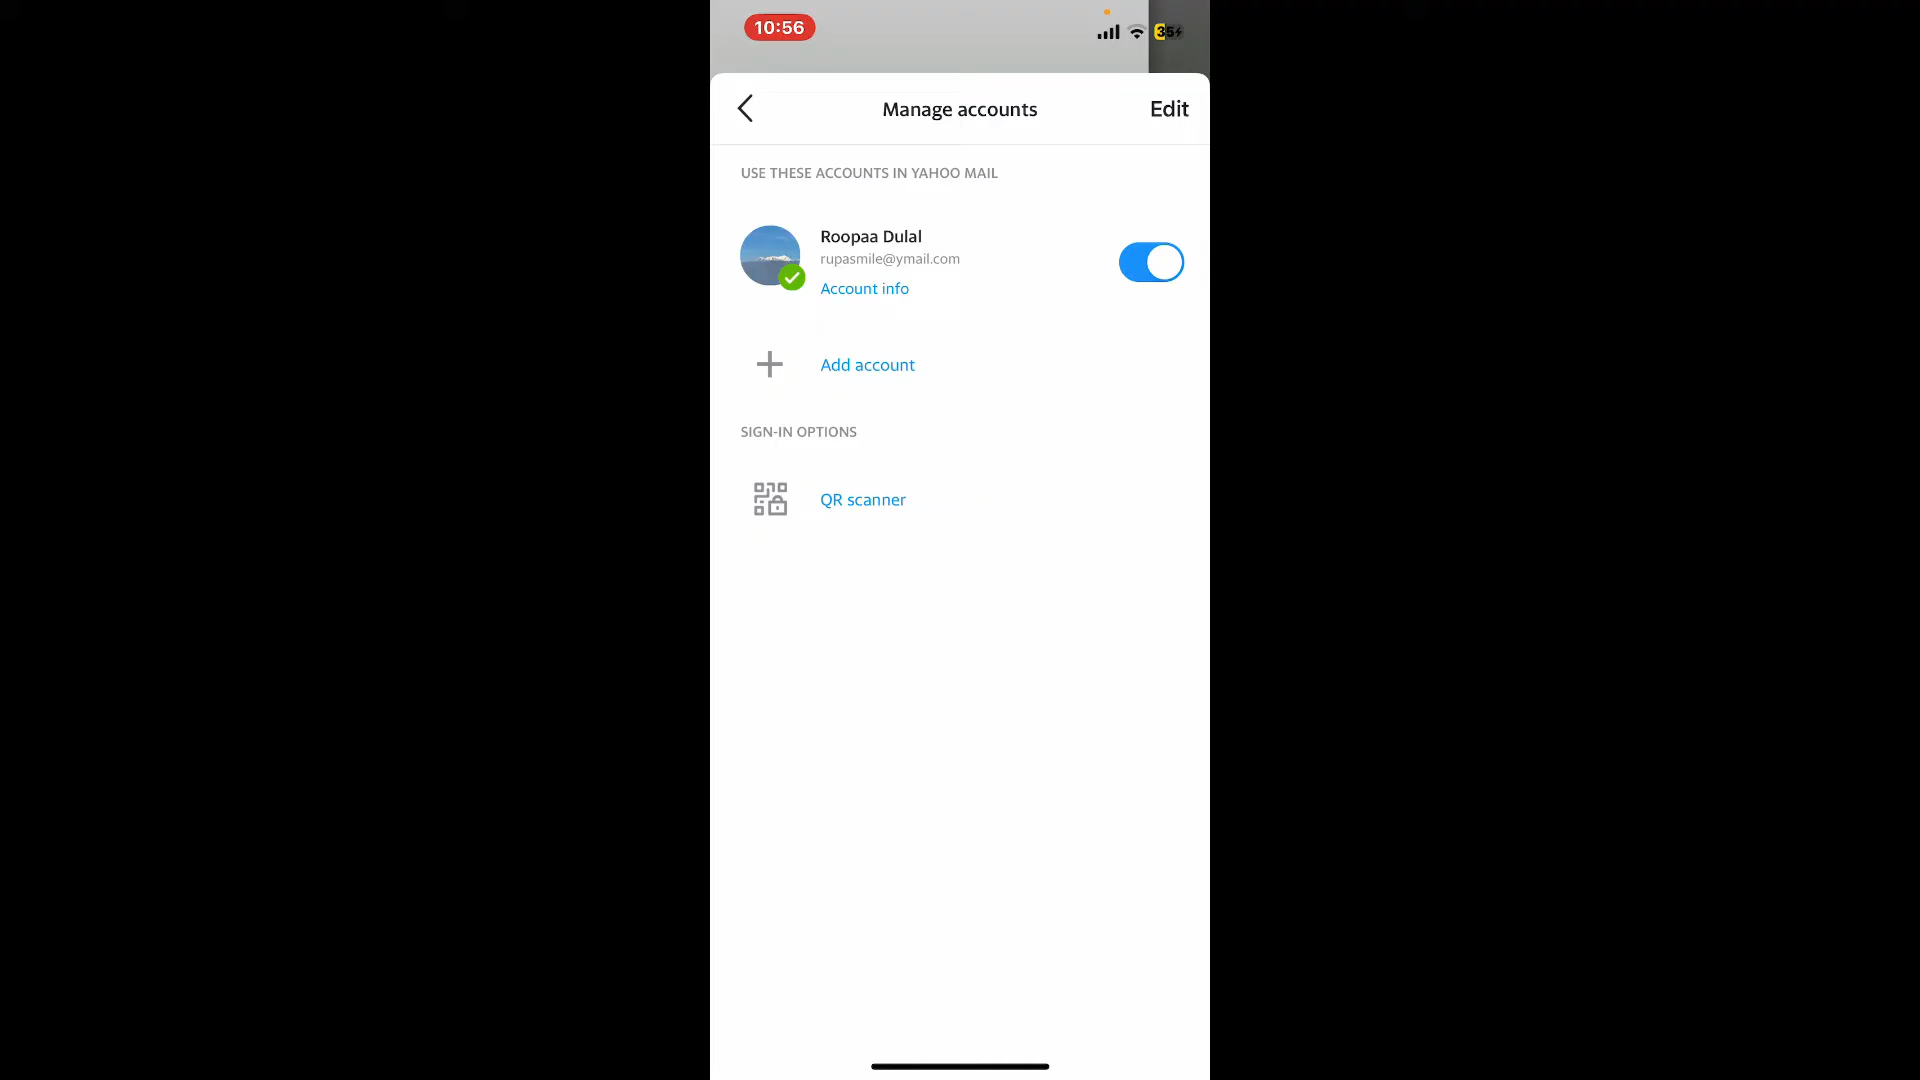 10:56
35
Manage accounts
Edit
USE THESE ACCOUNTS IN YAHOO MAIL
Roopaa Dulal
rupasmile@ymail.com
Account info
Add account
SIGN-IN OPTIONS
QR scanner